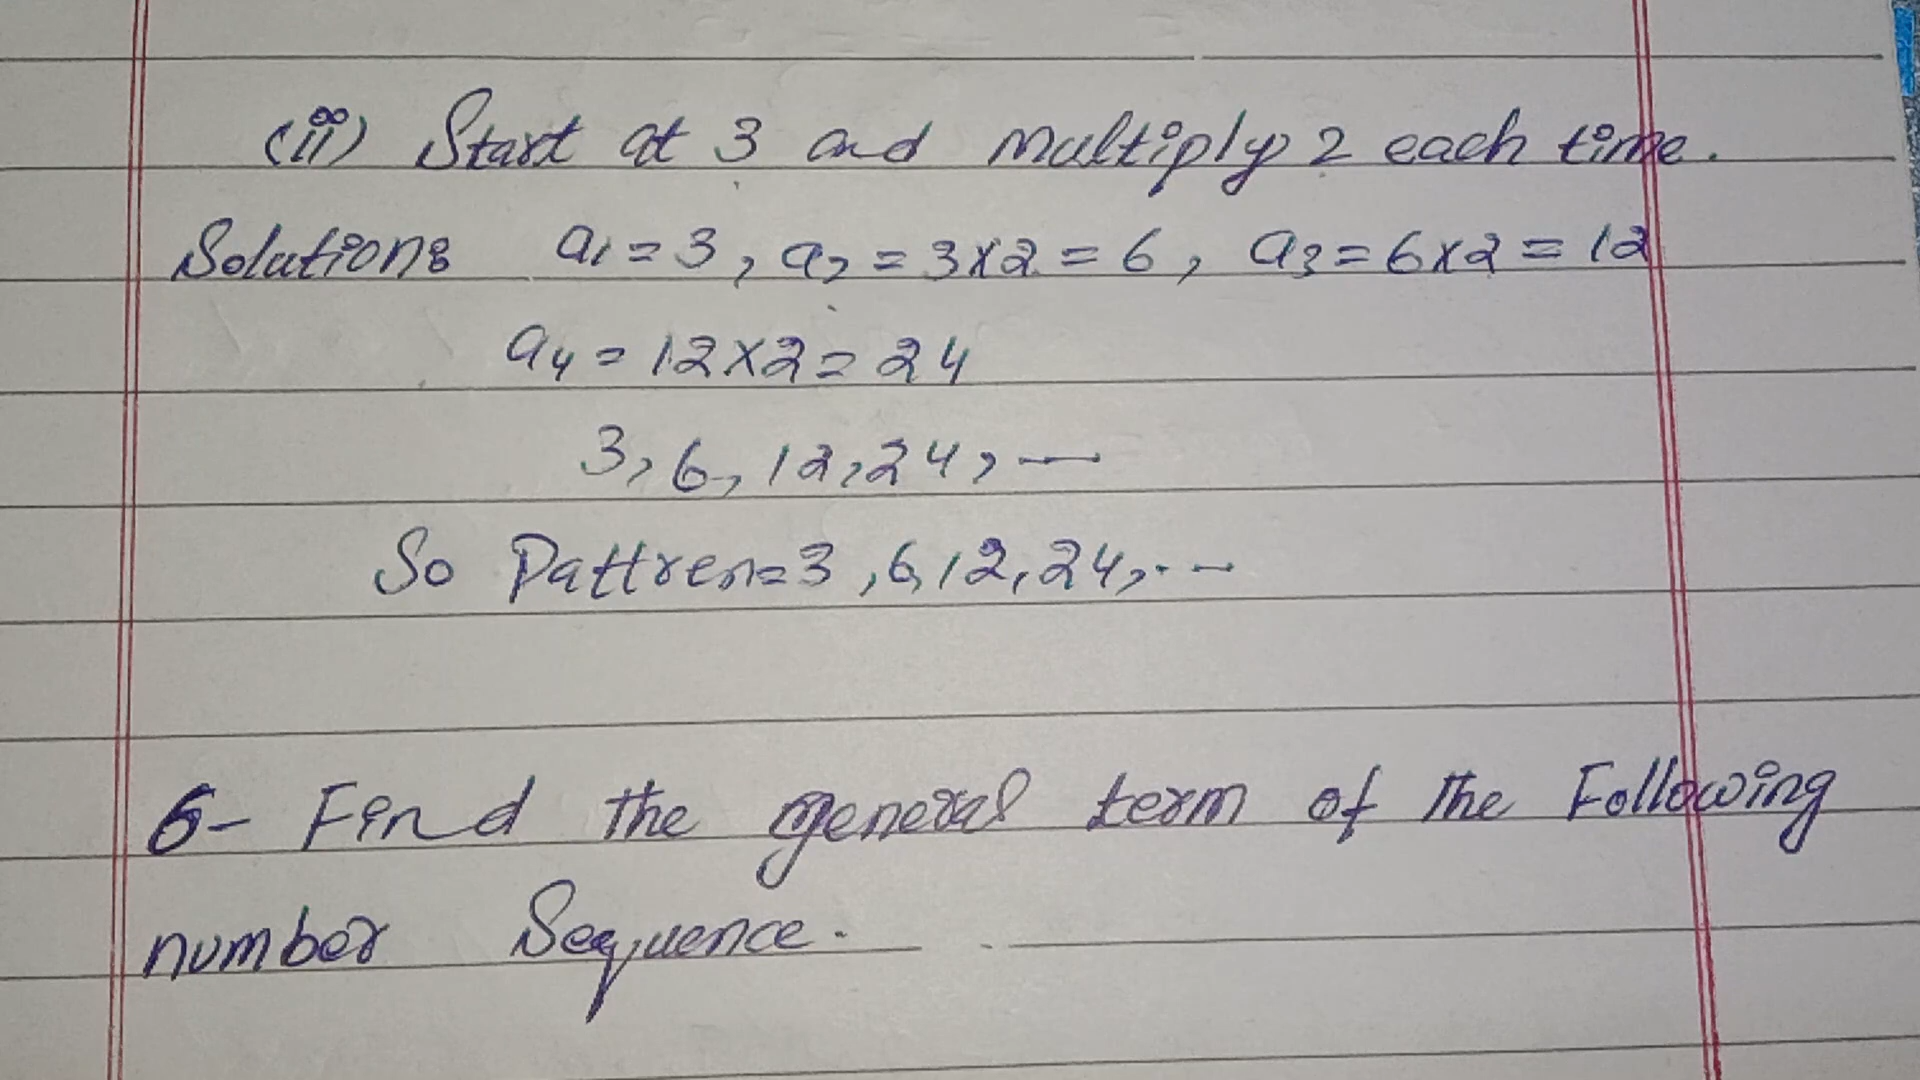 (ii) Start at 3 and multiply 2 each time.
Solution: a₁ = 3, a₂ = 3×2 = 6, a₃ = 6×2 = 12
a₄ = 12×2 = 24
3, 6, 12, 24, ---
So Pattren = 3, 6, 12, 24, ---
6- Find the general term of the Following
number Sequence.